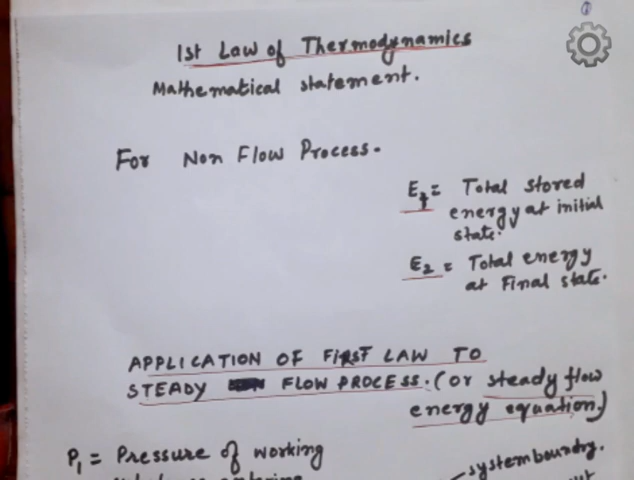 1
1st Law of Thermodynamics
Mathematical statement.
For Non Flow Process.
E1 = Total stored
energy at initial
state.
E2 = Total energy
at Final state.
APPLICATION OF FIRST LAW TO
STEADY FLOW PROCESS. (or steady flow
energy equation)
P1 = Pressure of working
system boundry.